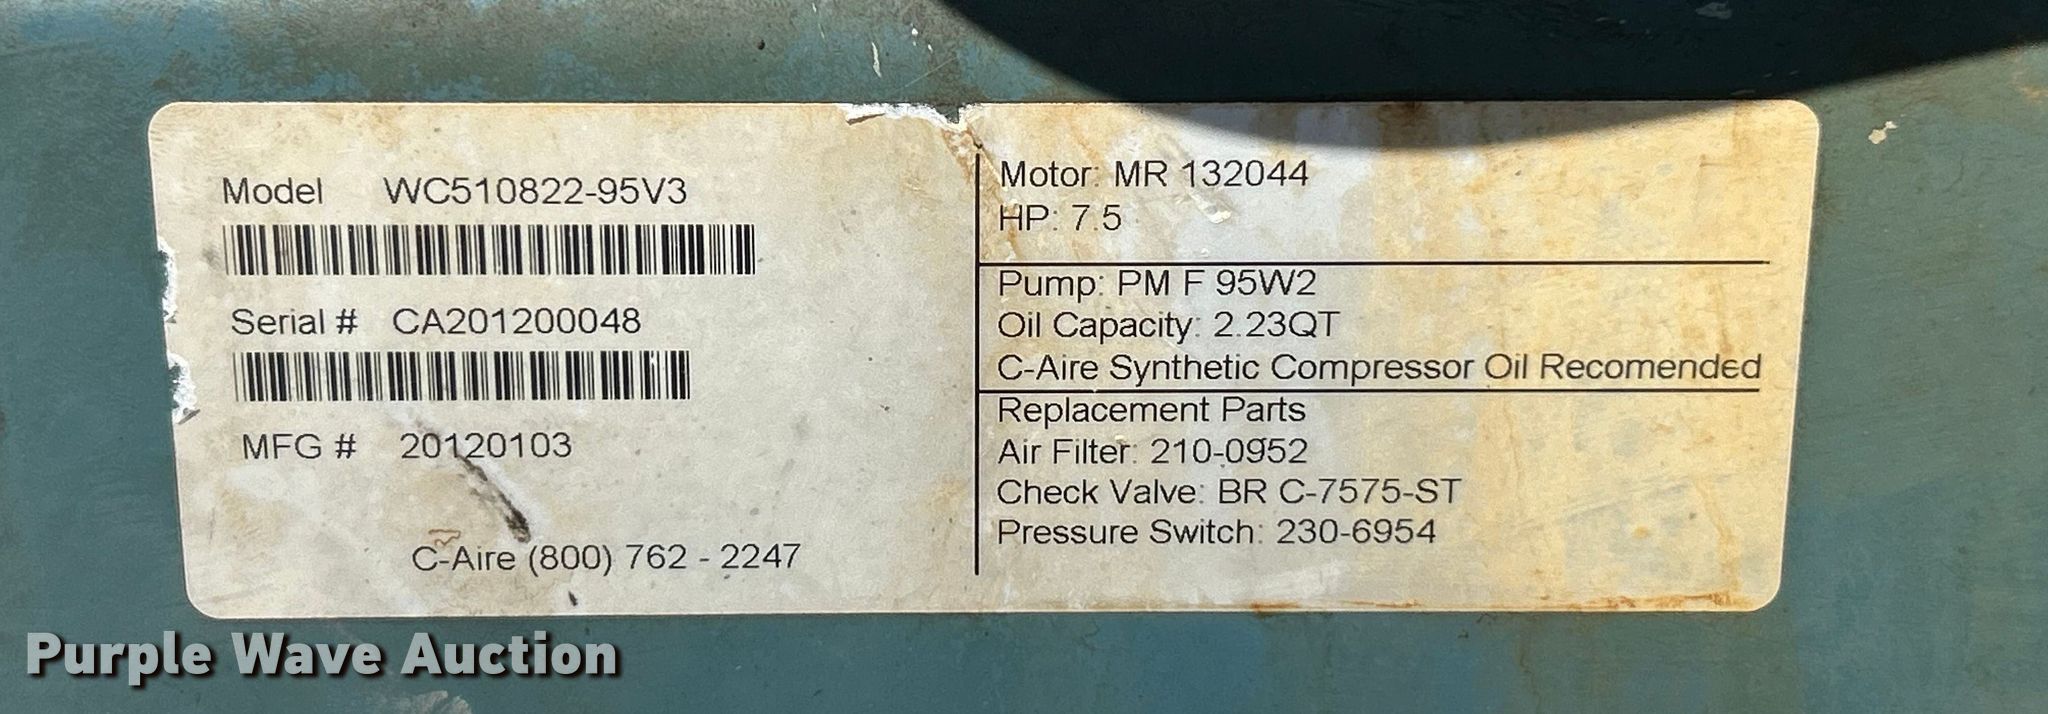 Model WC510822-95V3
Serial # CA201200048
MFG # 20120103
C-Aire (800) 762 - 2247
Motor: MR 132044
HP: 7.5
Pump: PM F 95W2
Oil Capacity: 2.23QT
C-Aire Synthetic Compressor Oil Recomended
Replacement Parts
Air Filter: 210-0952
Check Valve: BR C-7575-ST
Pressure Switch: 230-6954
Purple Wave Auction